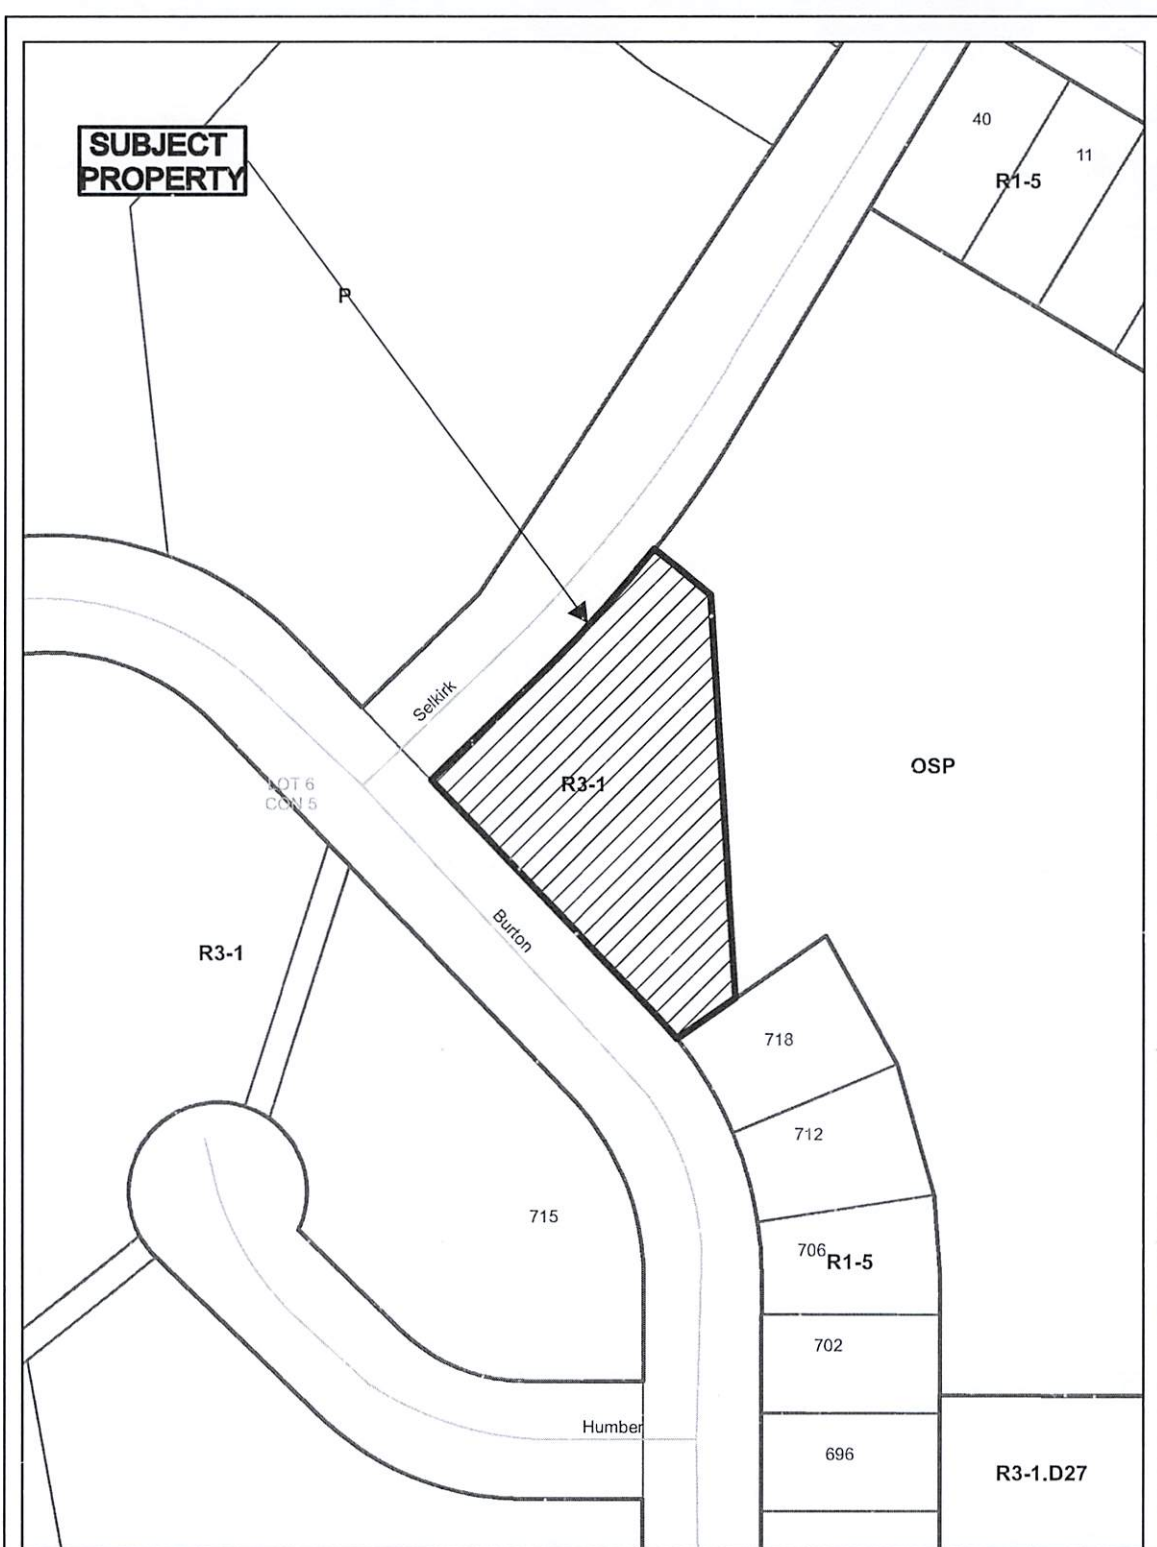 SUBJECT
PROPERTY
40
11
R1-5
P
Selkirk
LOT 6
CON 5
R3-1
OSP
Burton
R3-1
718
712
715
706
R1-5
702
Humber
696
R3-1.D27